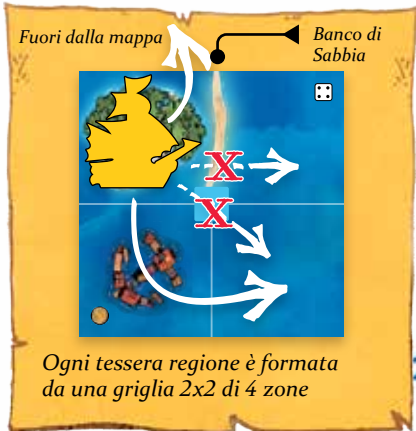 Fuori dalla mappa
Banco di
Sabbia
X
X
Ogni tessera regione è formata
da una griglia 2x2 di 4 zone